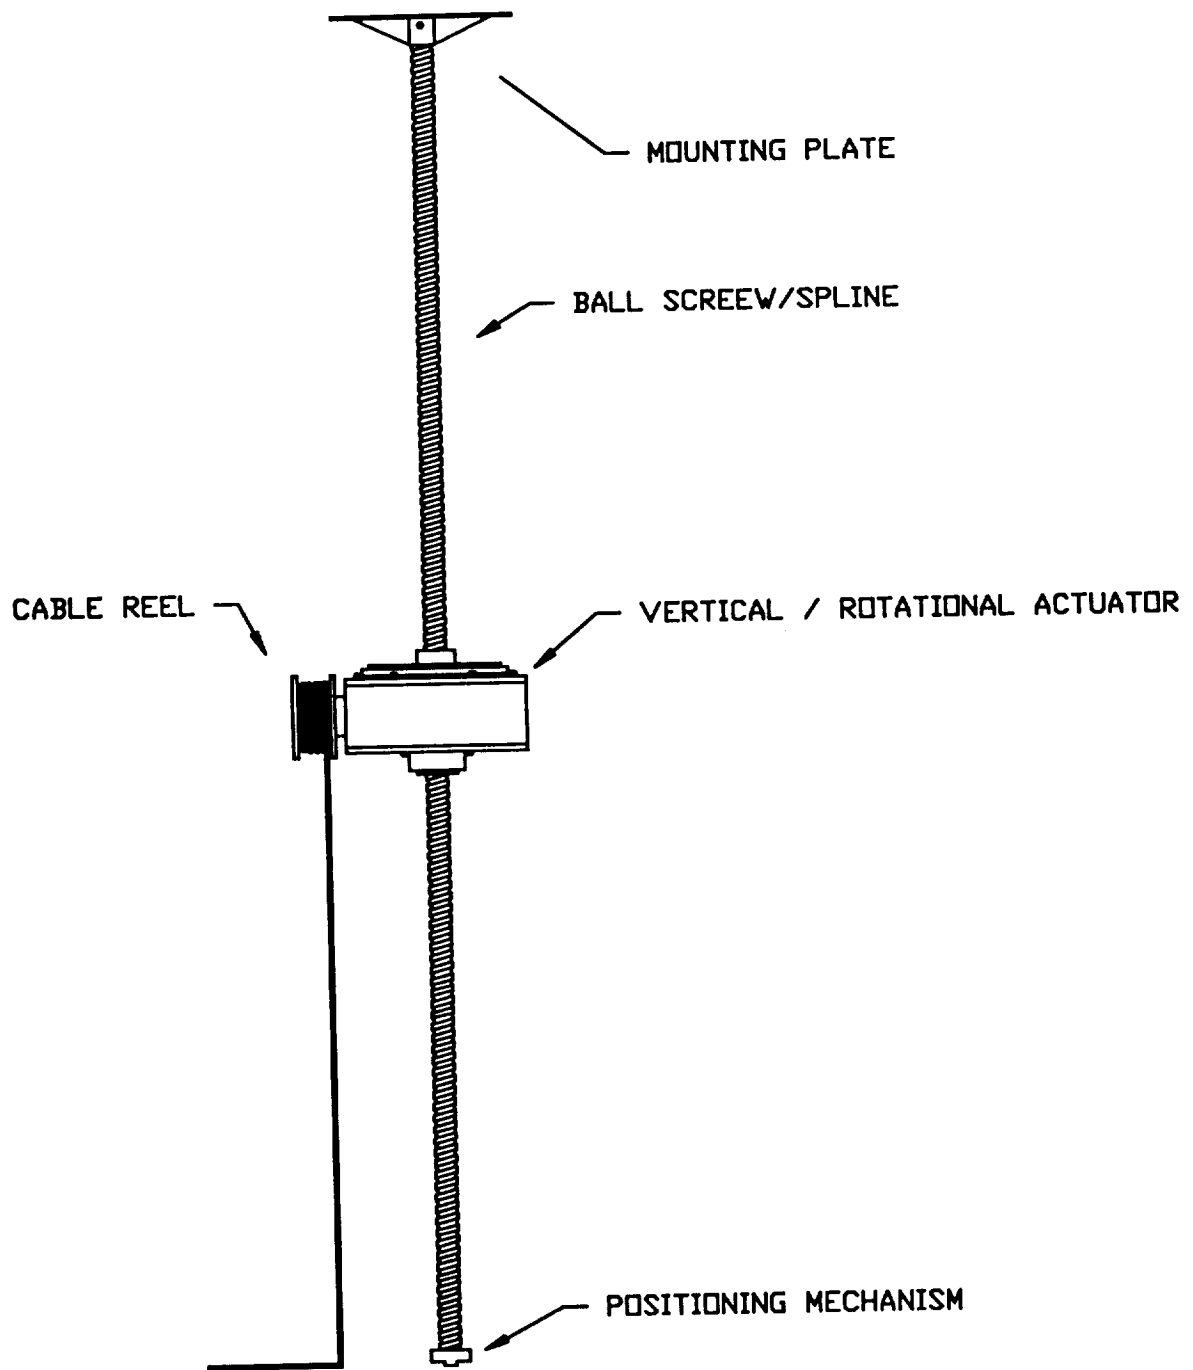 MOUNTING PLATE
BALL SCREEW/SPLINE
CABLE REEL
VERTICAL / ROTATIONAL ACTUATOR
POSITIONING MECHANISM